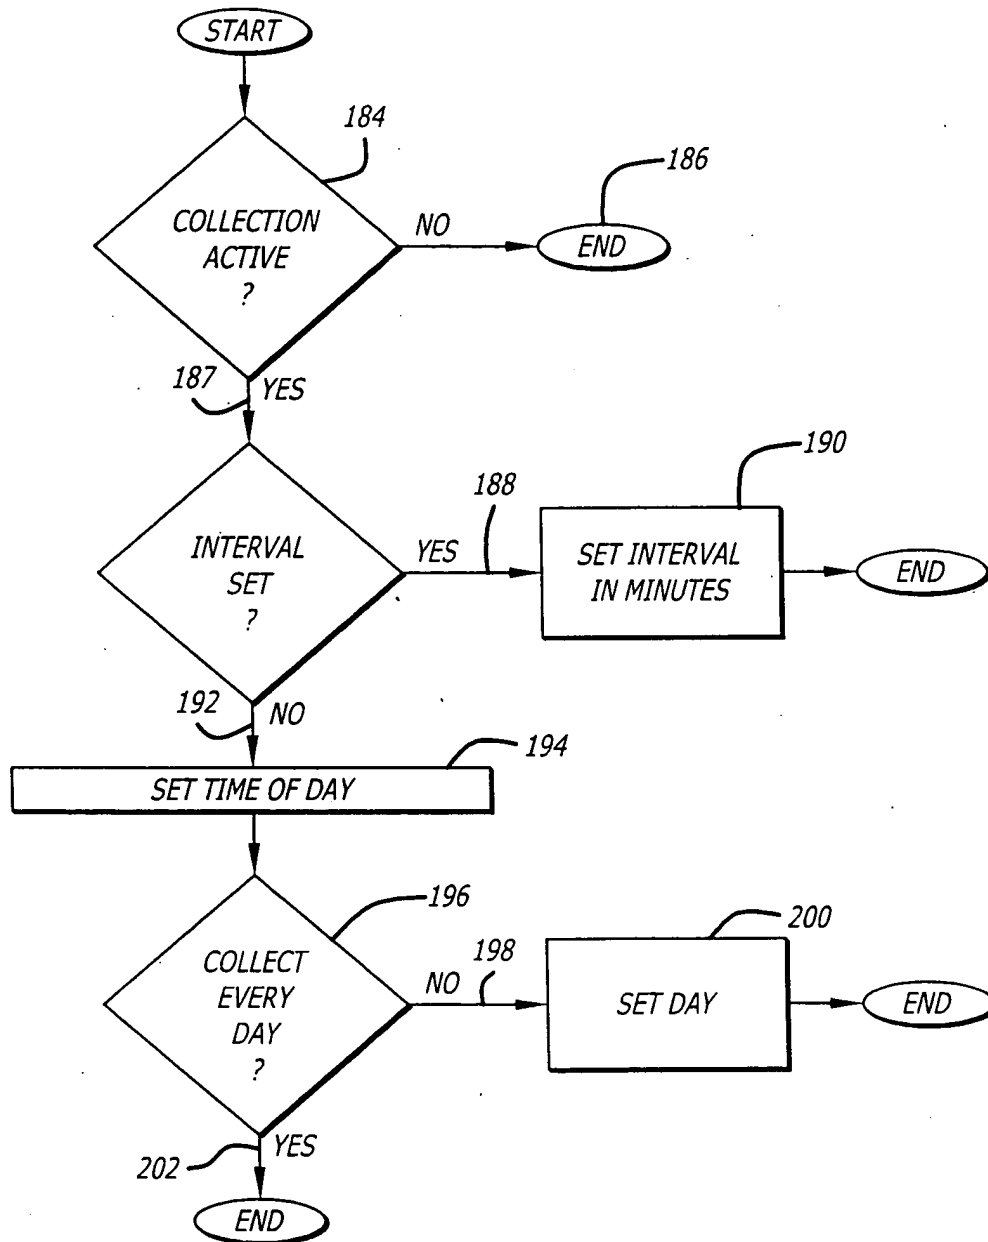 START
184
COLLECTION
ACTIVE
?
NO
186
END
187
YES
INTERVAL
SET
?
YES
188
190
SET INTERVAL
IN MINUTES
END
192
NO
194
SET TIME OF DAY
196
COLLECT
EVERY
DAY
?
NO
198
200
SET DAY
END
202
YES
END